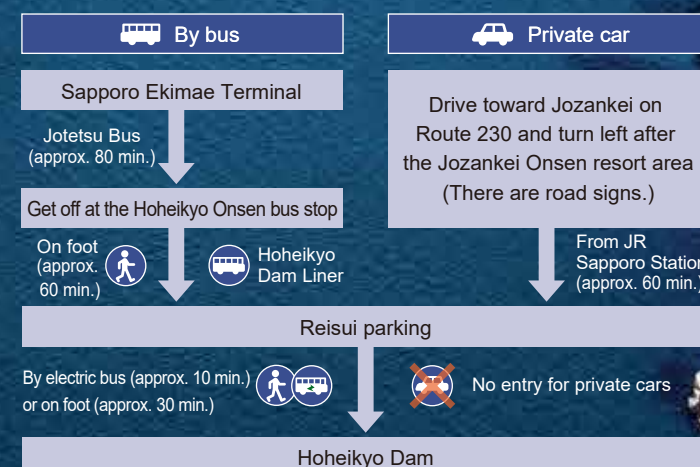 By bus
Private car
Sapporo Ekimae Terminal
Drive toward Jozankei on
Route 230 and turn left after
the Jozankei Onsen resort area
(There are road signs.)
Jotetsu Bus
(approx. 80 min.)
Get off at the Hoheikyo Onsen bus stop
On foot
(approx.
60 min.)
Hoheikyo
Dam Liner
From JR
Sapporo Station
(approx. 60 min.)
Reisui parking
By electric bus (approx. 10 min.)
or on foot (approx. 30 min.)
No entry for private cars
Hoheikyo Dam